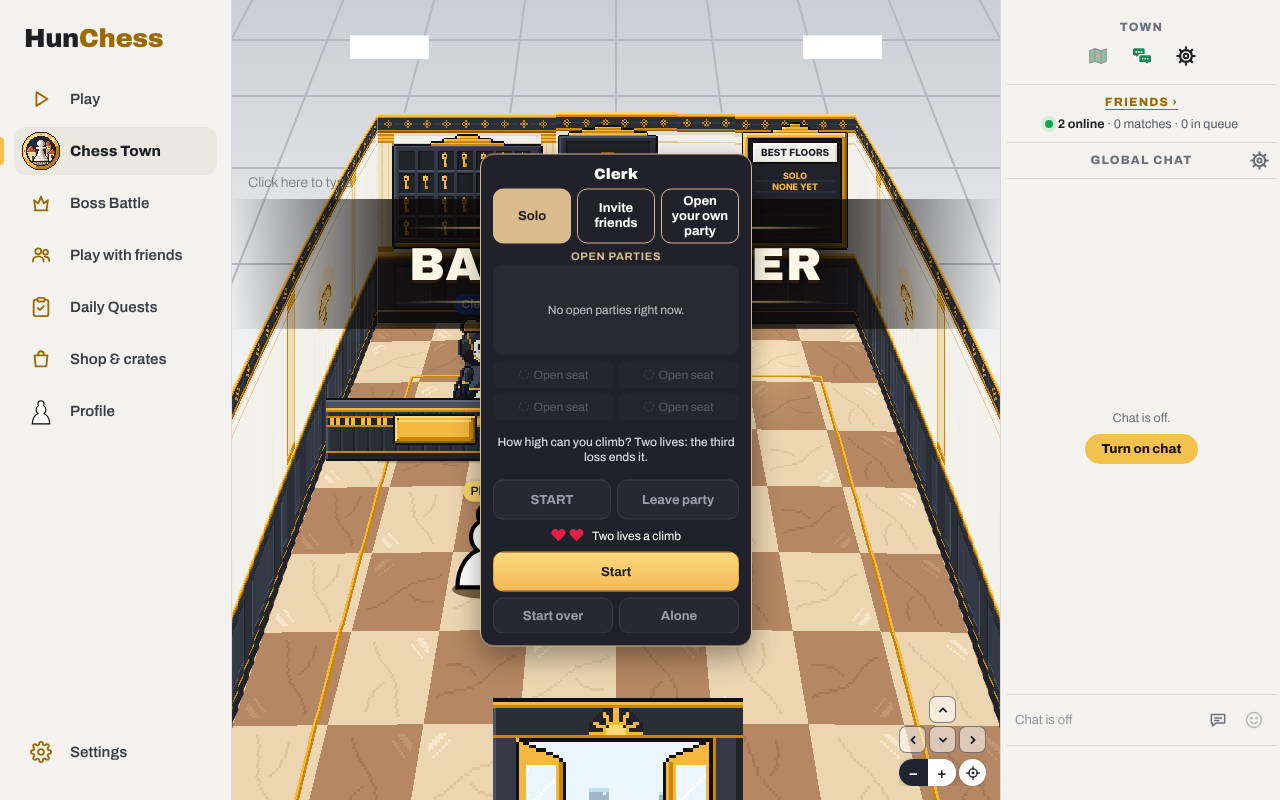 HunChess
Play
Chess Town
Boss Battle
Play with friends
Daily Quests
Shop & crates
Profile
Settings
Click here to ty
BEST FLOORS
SOLO
NONE YET
BA
ER
Clerk
Solo
Invite
friends
Open
your own
party
OPEN PARTIES
No open parties right now.
Open seat
Open seat
Open seat
Open seat
How high can you climb? Two lives: the third
loss ends it.
START
Leave party
Two lives a climb
Start
Start over
Alone
TOWN
FRIENDS ›
2 online · 0 matches · 0 in queue
GLOBAL CHAT
Chat is off.
Turn on chat
Chat is off